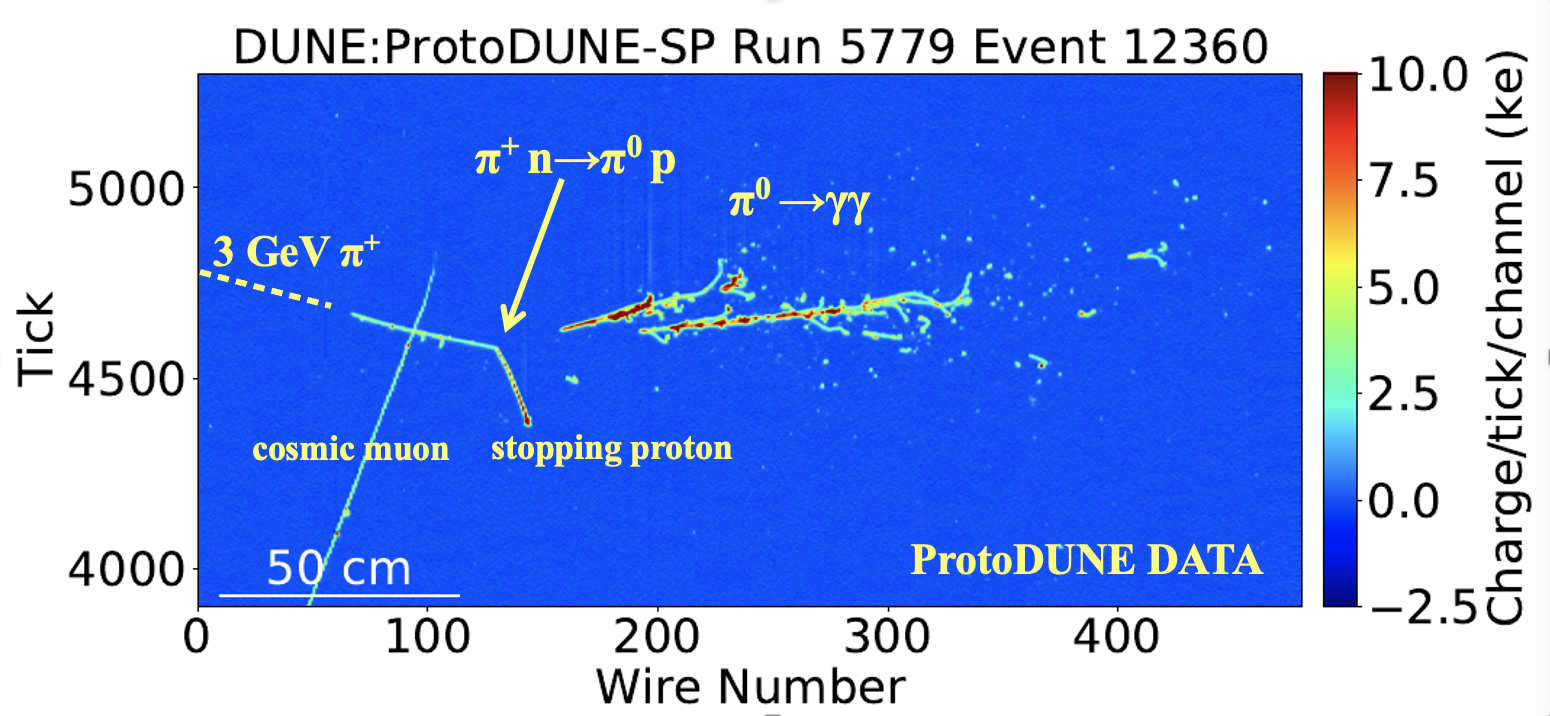 DUNE:ProtoDUNE-SP Run 5779 Event 12360
π⁺ n→π⁰ p
π⁰ →γγ
3 GeV π⁺
cosmic muon
stopping proton
50 cm
ProtoDUNE DATA
Tick
5000
4500
4000
0
100
200
300
400
Wire Number
10.0
7.5
5.0
2.5
0.0
−2.5
Charge/tick/channel (ke)